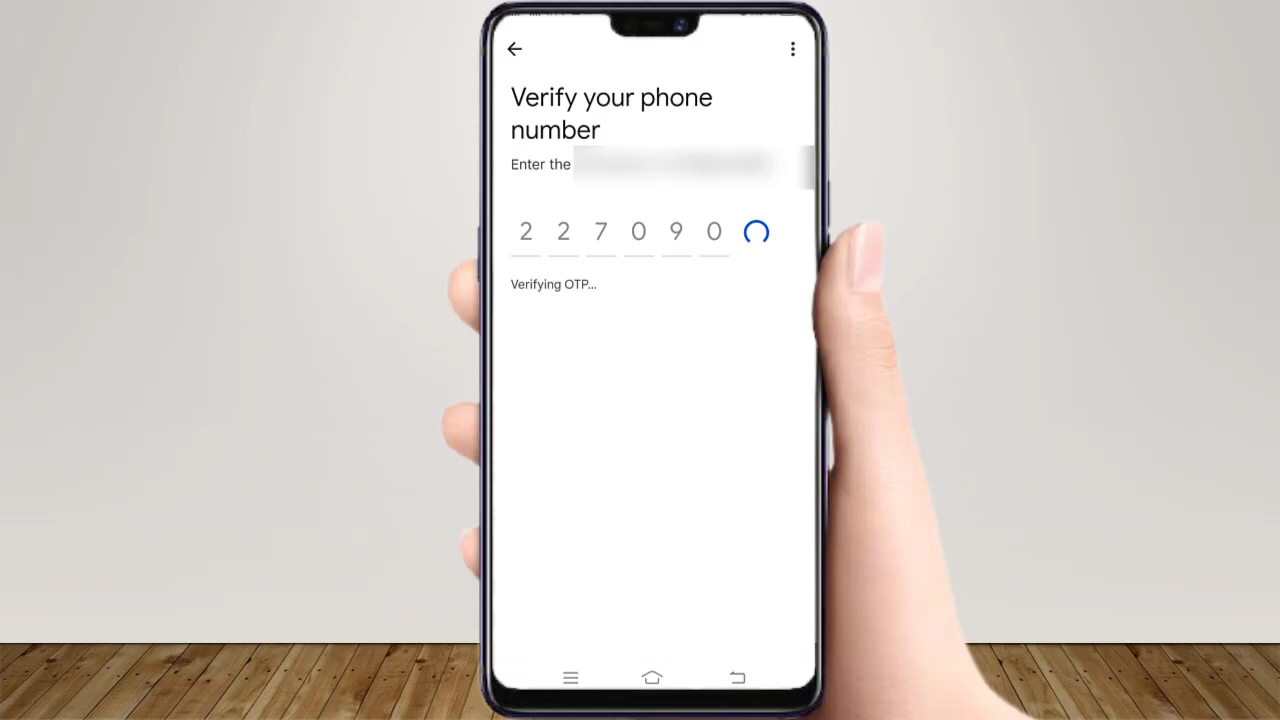 Verify your phone
number
Enter the
2 2 7 0 9 0
Verifying OTP...